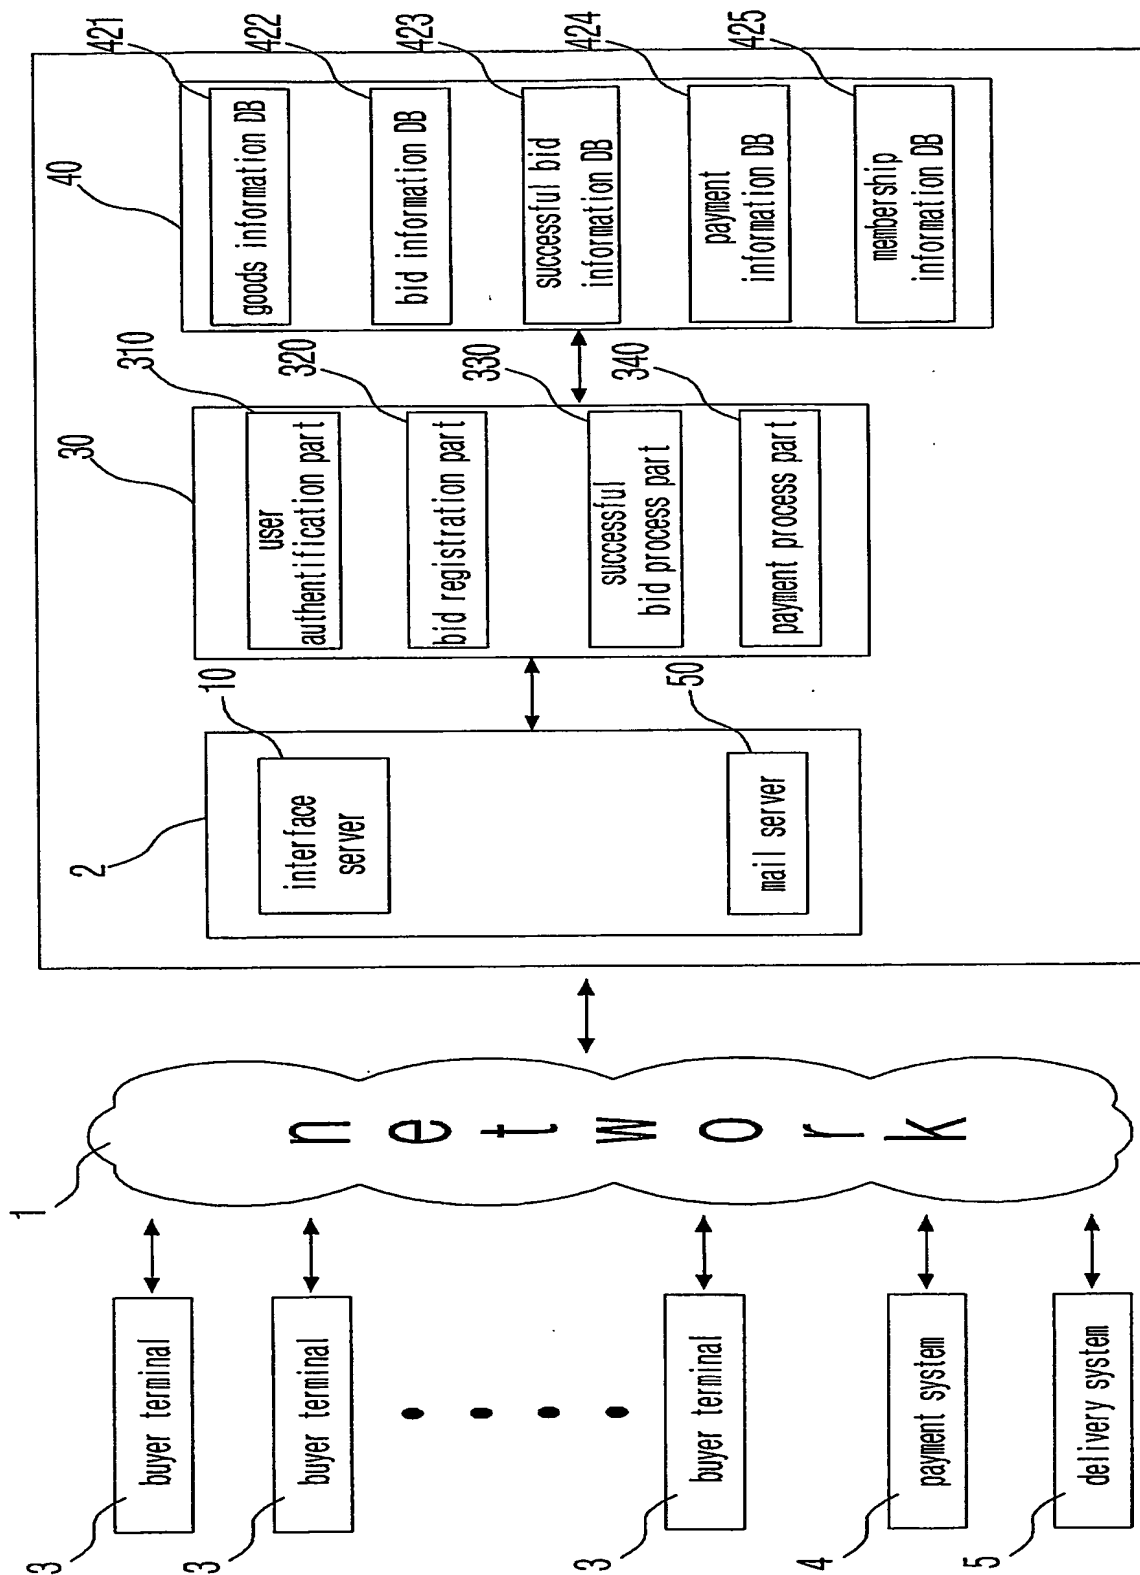 3
buyer terminal
3
buyer terminal
3
buyer terminal
4
payment system
5
delivery system
1
network
2
10
interface
server
50
mail server
30
310
user
authentification part
320
bid registration part
330
successful
bid process part
340
payment process part
40
421
goods information DB
422
bid information DB
423
successful bid
information DB
424
payment
information DB
425
membership
information DB